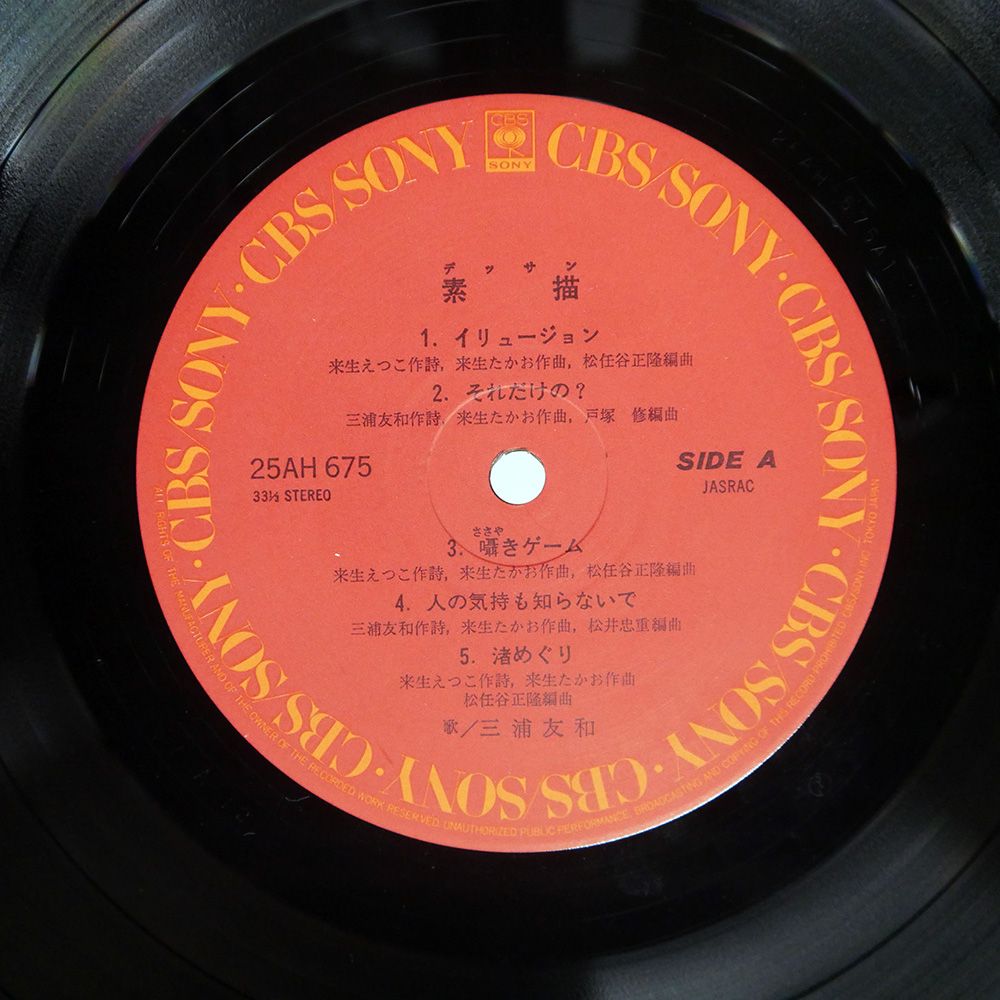 CBS
SONY
CBS/SONY · CBS/SONY · CBS/SONY · CBS/SONY · CBS/SONY · CBS/SONY · CBS/SONY · CBS/SONY
デッサン
素描
1. イリュージョン
来生えつこ作詩, 来生たかお作曲, 松任谷正隆編曲
2. それだけの?
三浦友和作詩, 来生たかお作曲, 戸塚 修編曲
25AH 675
33⅓ STEREO
SIDE A
JASRAC
ささや
3. 囁きゲーム
来生えつこ作詩, 来生たかお作曲, 松任谷正隆編曲
4. 人の気持も知らないで
三浦友和作詩, 来生たかお作曲, 松井忠重編曲
5. 渚めぐり
来生えつこ作詩, 来生たかお作曲
松任谷正隆編曲
歌/三浦友和
ALL RIGHTS OF THE MANUFACTURER AND OF THE OWNER OF THE RECORDED WORK RESERVED. UNAUTHORIZED PUBLIC PERFORMANCE, BROADCASTING AND COPYING OF THIS RECORD PROHIBITED. CBS/SONY INC. TOKYO JAPAN